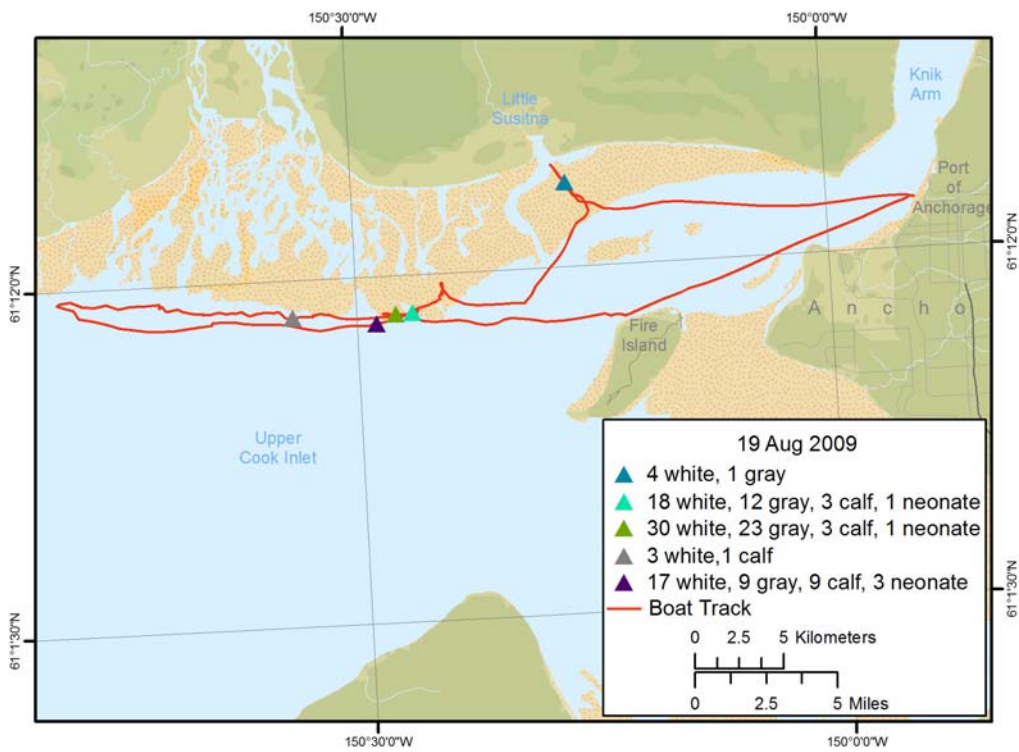 150°30'0"W
150°0'0"W
Knik
Arm
Little
Susitna
Port
of
Anchorage
61°12'0"N
61°12'0"N
Ancho
Fire
Island
Upper
Cook Inlet
19 Aug 2009
4 white, 1 gray
18 white, 12 gray, 3 calf, 1 neonate
30 white, 23 gray, 3 calf, 1 neonate
3 white,1 calf
17 white, 9 gray, 9 calf, 3 neonate
Boat Track
61°1'30"N
61°1'30"N
0 2.5 5 Kilometers
0 2.5 5 Miles
150°30'0"W
150°0'0"W